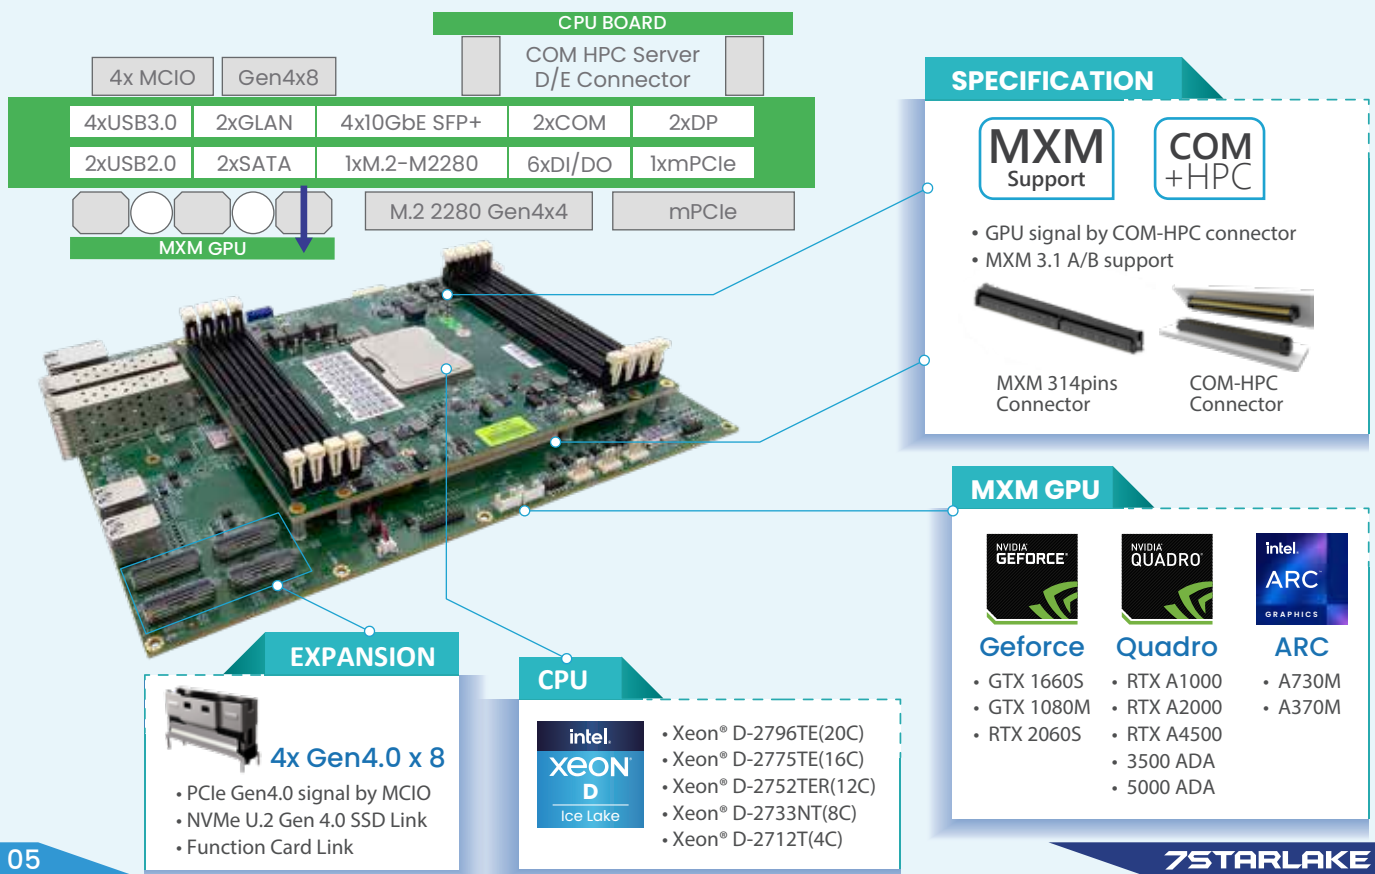 CPU BOARD
COM HPC Server
D/E Connector
4x MCIO
Gen4x8
4xUSB3.0
2xGLAN
4x10GbE SFP+
2xCOM
2xDP
2xUSB2.0
2xSATA
1xM.2-M2280
6xDI/DO
1xmPCIe
M.2 2280 Gen4x4
mPCIe
MXM GPU
SPECIFICATION
MXM
Support
COM
+HPC
• GPU signal by COM-HPC connector
• MXM 3.1 A/B support
MXM 314pins
Connector
COM-HPC
Connector
MXM GPU
NVIDIA
GEFORCE
NVIDIA
QUADRO
intel.
ARC
GRAPHICS
Geforce
• GTX 1660S
• GTX 1080M
• RTX 2060S
Quadro
• RTX A1000
• RTX A2000
• RTX A4500
• 3500 ADA
• 5000 ADA
ARC
• A730M
• A370M
EXPANSION
4x Gen4.0 x 8
• PCIe Gen4.0 signal by MCIO
• NVMe U.2 Gen 4.0 SSD Link
• Function Card Link
CPU
intel.
XEON
D
Ice Lake
• Xeon® D-2796TE(20C)
• Xeon® D-2775TE(16C)
• Xeon® D-2752TER(12C)
• Xeon® D-2733NT(8C)
• Xeon® D-2712T(4C)
05
7STARLAKE